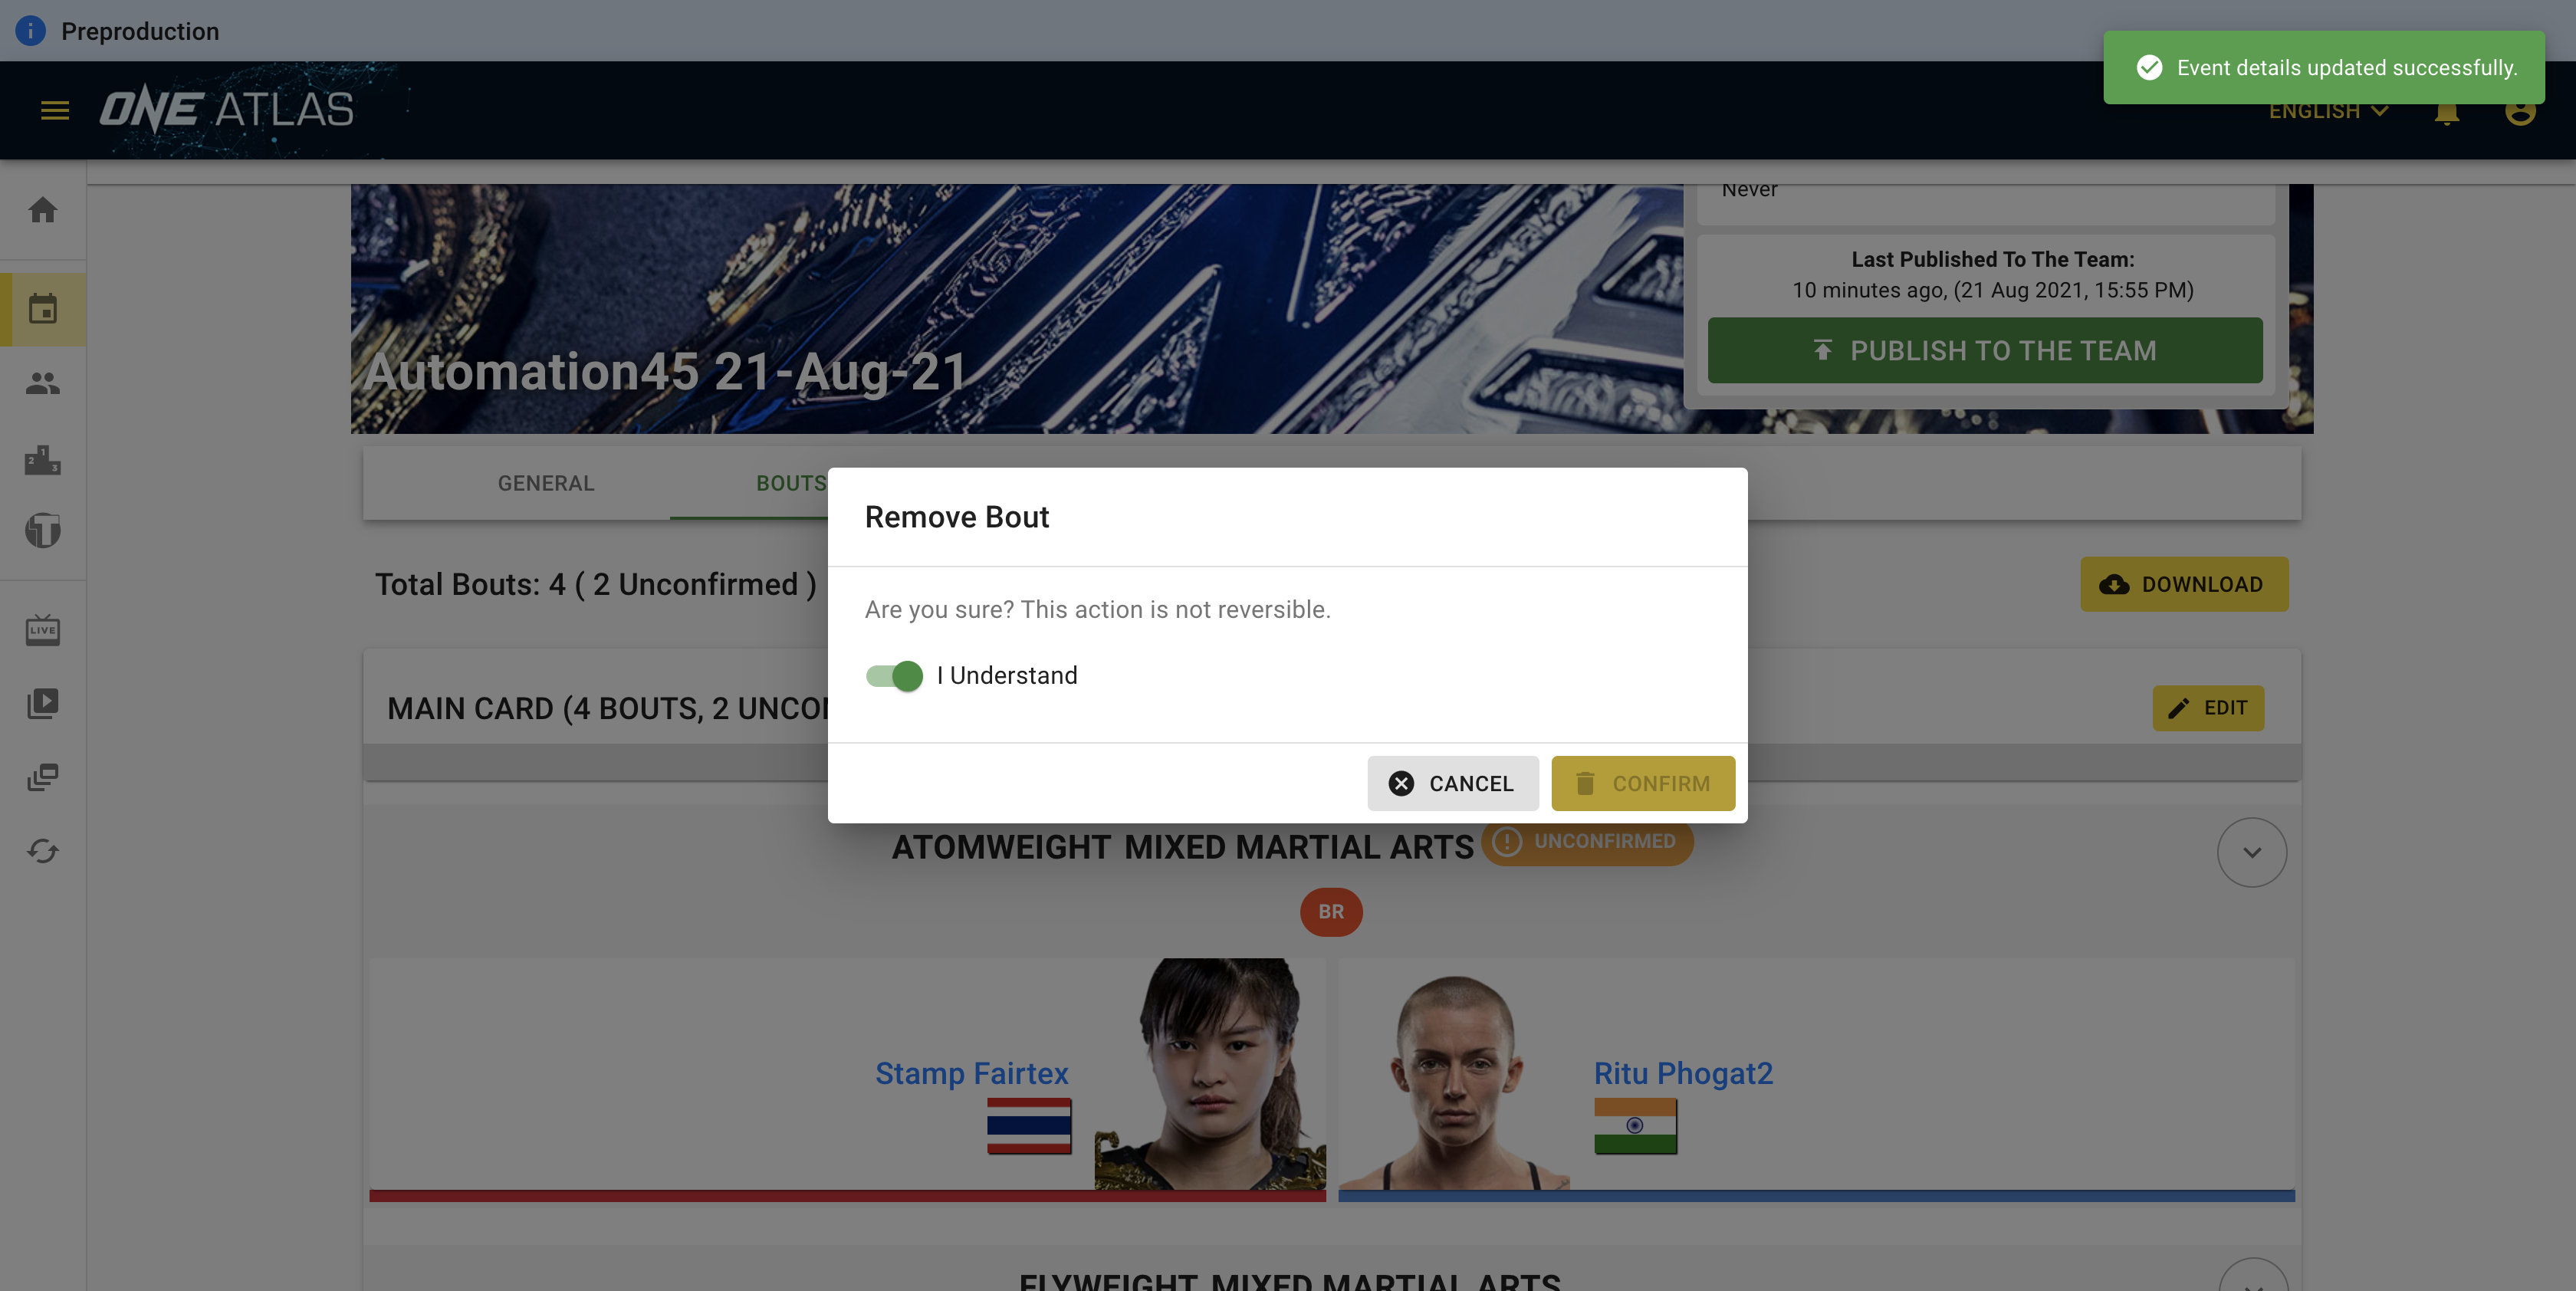 Preproduction
Event details updated successfully.
ONE ATLAS
ENGLISH
Never
Last Published To The Team:
10 minutes ago, (21 Aug 2021, 15:55 PM)
PUBLISH TO THE TEAM
Automation45 21-Aug-21
GENERAL
BOUTS
Remove Bout
Total Bouts: 4 ( 2 Unconfirmed )
DOWNLOAD
Are you sure? This action is not reversible.
LIVE
I Understand
MAIN CARD (4 BOUTS, 2 UNCON
EDIT
CANCEL
CONFIRM
ATOMWEIGHT MIXED MARTIAL ARTS
UNCONFIRMED
BR
Stamp Fairtex
Ritu Phogat2
FLYWEIGHT MIXED MARTIAL ARTS